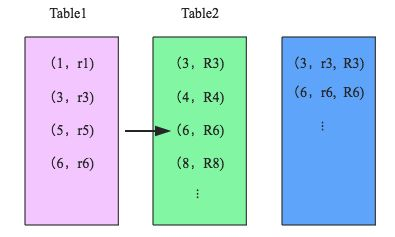 Table1
(1, r1)
(3, r3)
(5, r5)
(6, r6)
Table2
(3, R3)
(4, R4)
(6, R6)
(8, R8)
⋮
(3, r3, R3)
(6, r6, R6)
⋮